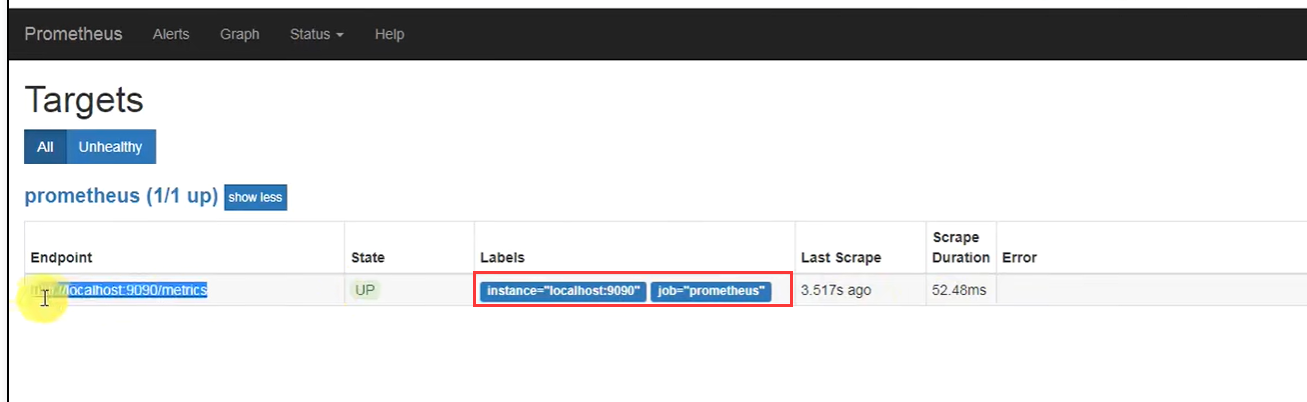 Prometheus Alerts Graph Status Help
Targets
All Unhealthy
prometheus (1/1 up) show less
Endpoint State Labels Last Scrape Scrape Duration Error
//localhost:9090/metrics UP instance="localhost:9090" job="prometheus" 3.517s ago 52.48ms